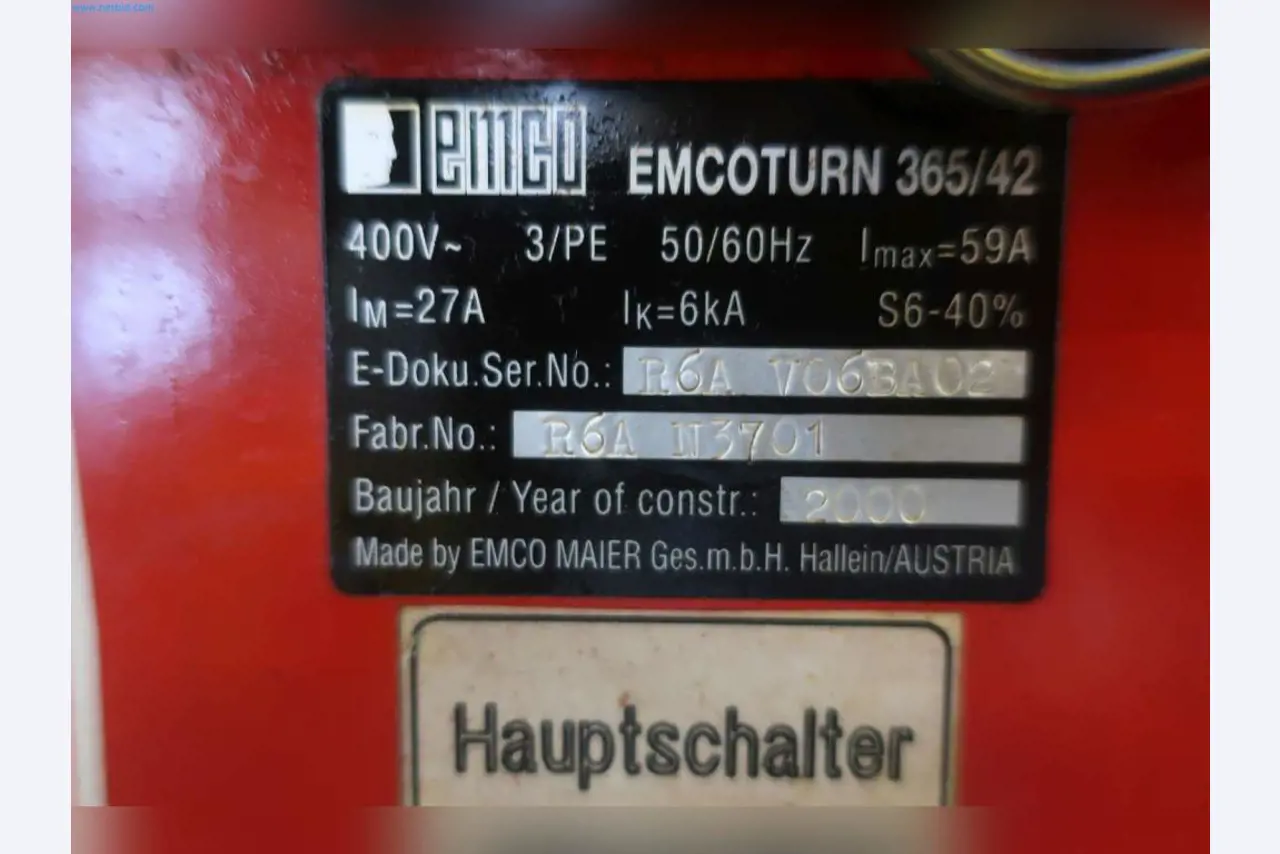 emco EMCOTURN 365/42
400V~ 3/PE 50/60Hz Imax=59A
IM=27A IK=6kA S6-40%
E-Doku.Ser.No.: R6A V06BA02
Fabr.No.: R6A N3701
Baujahr / Year of constr.: 2000
Made by EMCO MAIER Ges.m.b.H. Hallein/AUSTRIA
Hauptschalter